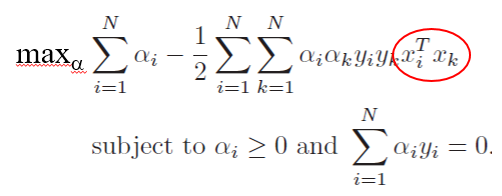 max_α ∑_{i=1}^{N} α_i − \frac{1}{2} ∑_{i=1}^{N} ∑_{k=1}^{N} α_i α_k y_i y_k x_i^T x_k
subject to α_i ≥ 0 and ∑_{i=1}^{N} α_i y_i = 0.